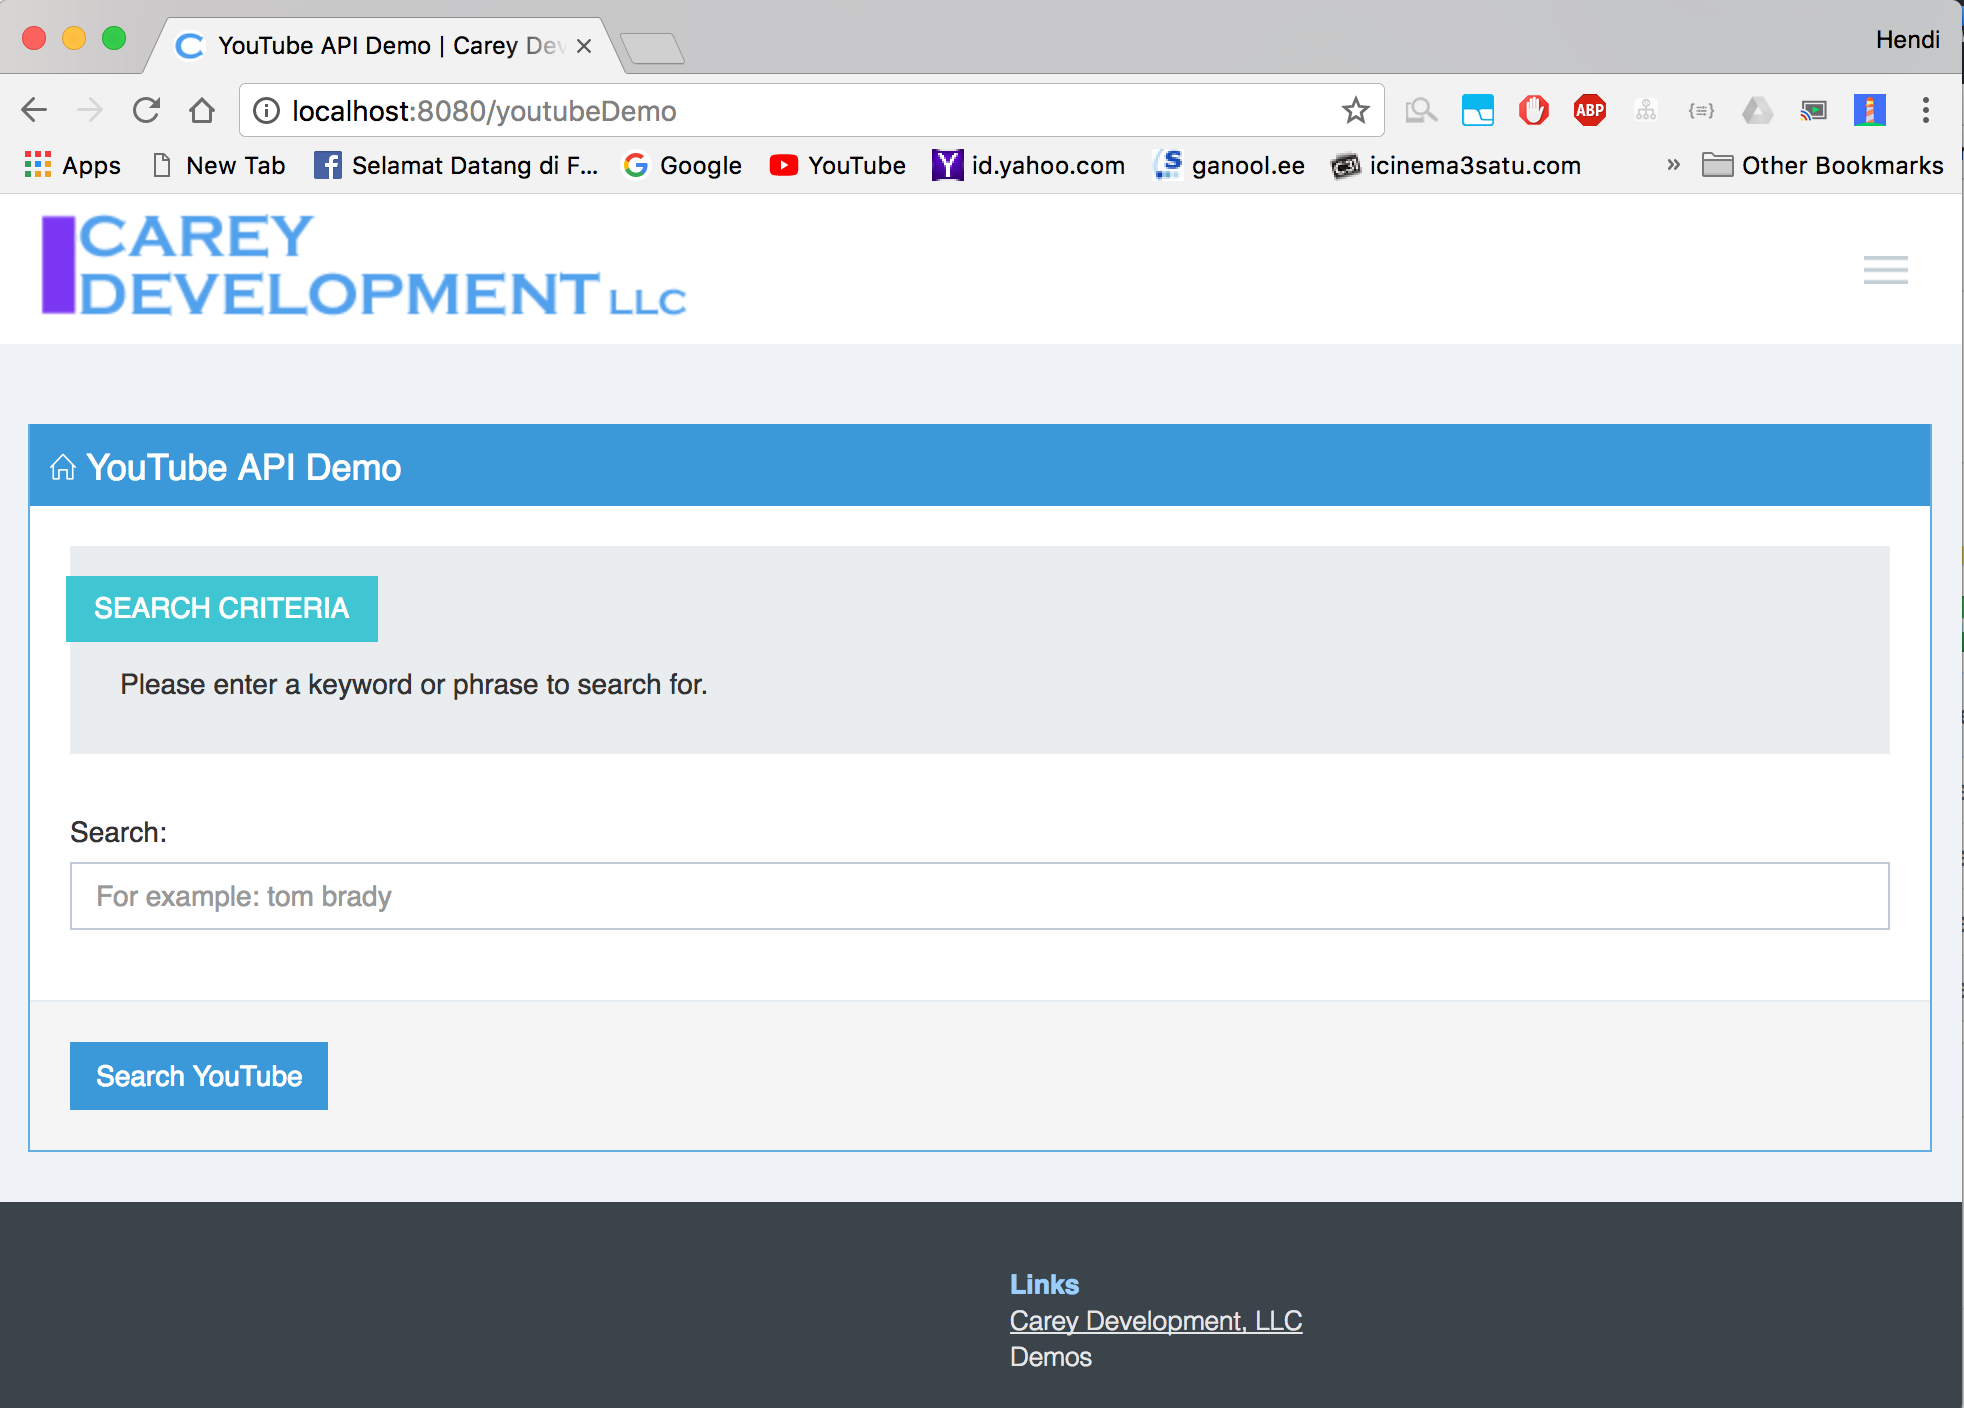 YouTube API Demo | Carey Dev
Hendi
localhost:8080/youtubeDemo
ABP
Apps
New Tab
Selamat Datang di F...
Google
YouTube
id.yahoo.com
ganool.ee
icinema3satu.com
» Other Bookmarks
CAREY
DEVELOPMENT LLC
YouTube API Demo
SEARCH CRITERIA
Please enter a keyword or phrase to search for.
Search:
For example: tom brady
Search YouTube
Links
Carey Development, LLC
Demos